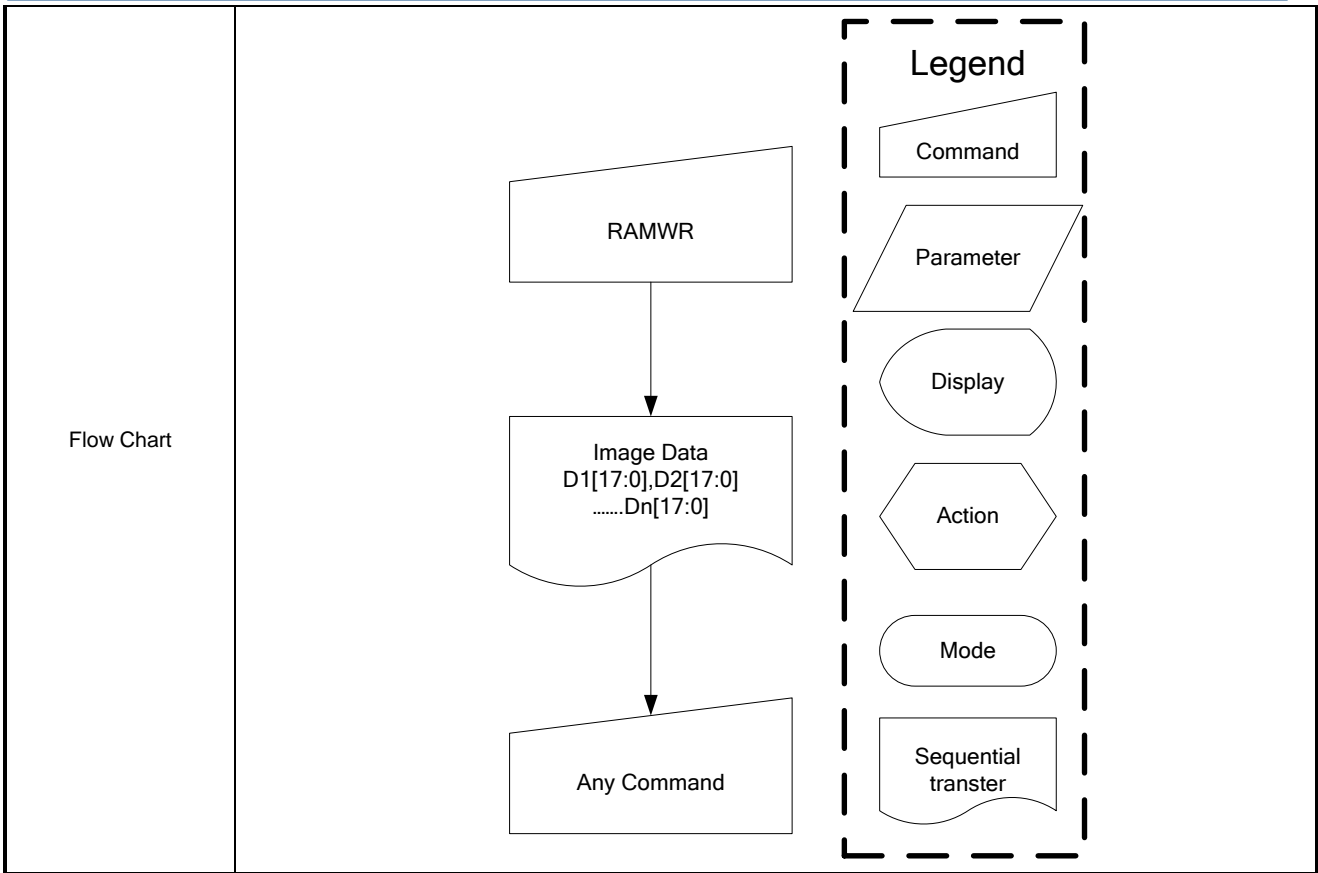 Flow Chart
RAMWR
Image Data
D1[17:0],D2[17:0]
.......Dn[17:0]
Any Command
Legend
Command
Parameter
Display
Action
Mode
Sequential
transter